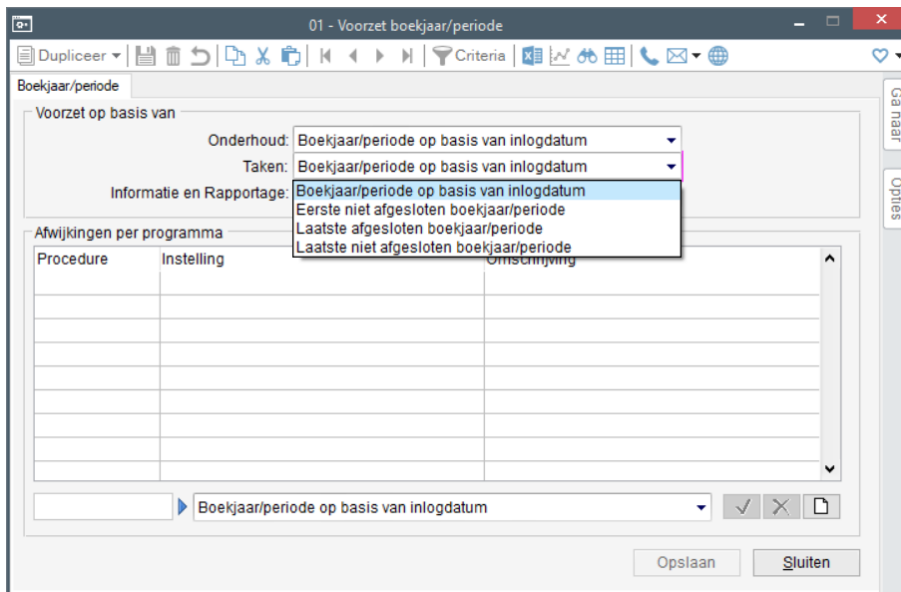 01 - Voorzet boekjaar/periode
Dupliceer
Criteria
Boekjaar/periode
Ga naar
Opties
Voorzet op basis van
Onderhoud: Boekjaar/periode op basis van inlogdatum
Taken: Boekjaar/periode op basis van inlogdatum
Informatie en Rapportage: Boekjaar/periode op basis van inlogdatum
Eerste niet afgesloten boekjaar/periode
Laatste afgesloten boekjaar/periode
Laatste niet afgesloten boekjaar/periode
Afwijkingen per programma
Procedure Instelling Omschrijving
Boekjaar/periode op basis van inlogdatum
Opslaan Sluiten